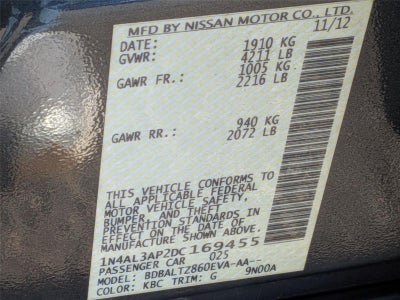 MFD BY NISSAN MOTOR CO., LTD.
DATE: 11/12
GVWR: 1910 KG
4211 LB
GAWR FR.: 1005 KG
2216 LB
GAWR RR.: 940 KG
2072 LB
THIS VEHICLE CONFORMS TO
ALL APPLICABLE FEDERAL
MOTOR VEHICLE SAFETY,
BUMPER, AND THEFT
PREVENTION STANDARDS IN
EFFECT ON THE DATE OF
MANUFACTURE SHOWN ABOVE.
1N4AL3AP2DC169455
PASSENGER CAR 025
MODEL: BDBALTZ860EVA-AA--
COLOR: KBC TRIM: G 9N00A